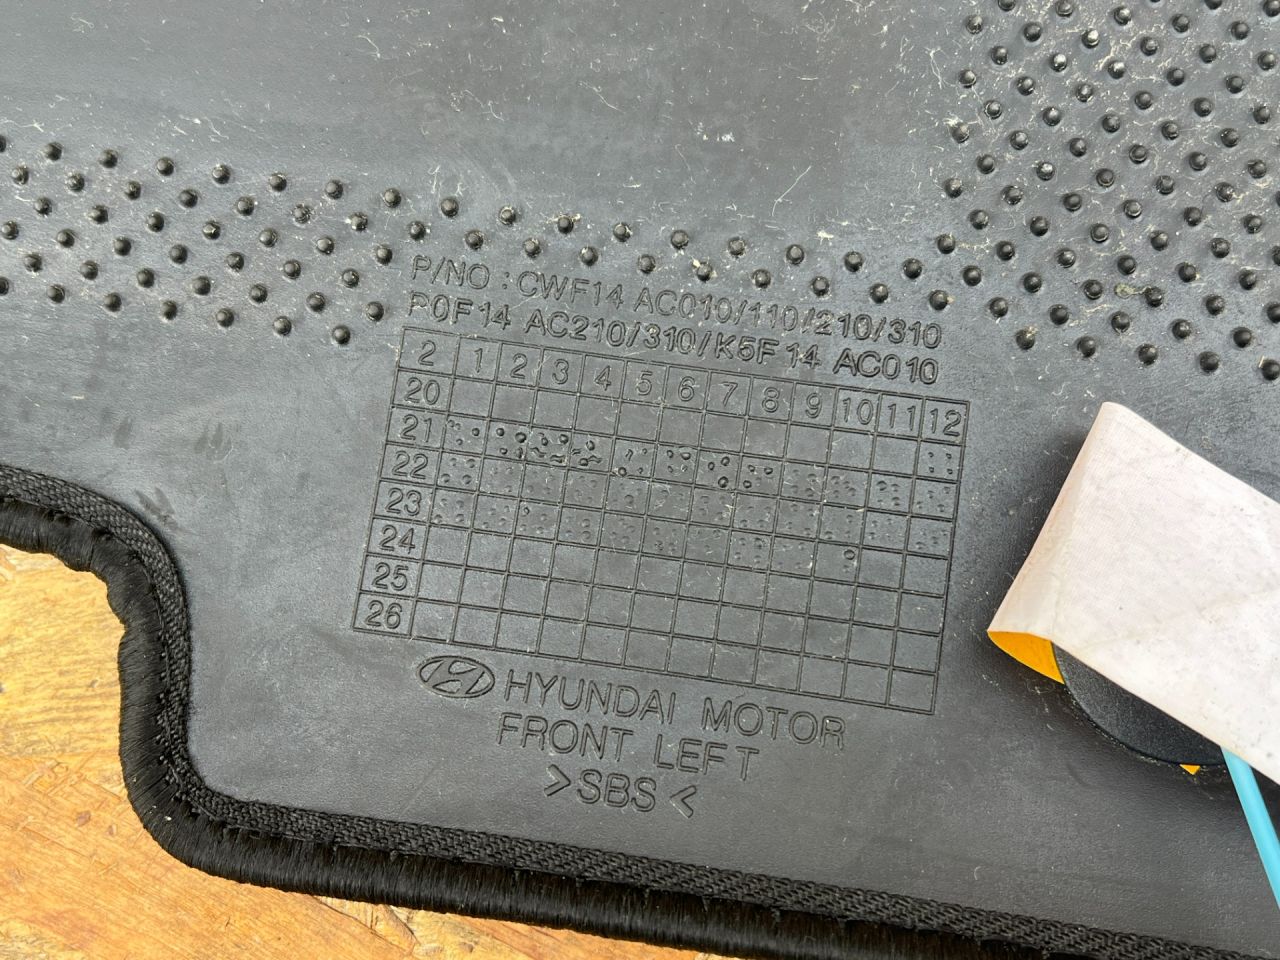 P/NO : CWF14 AC010/110/210/310
P0F14 AC210/310/K5F14 AC010
2 1 2 3 4 5 6 7 8 9 10 11 12
20
21
22
23
24
25
26
HYUNDAI MOTOR
FRONT LEFT
>SBS<